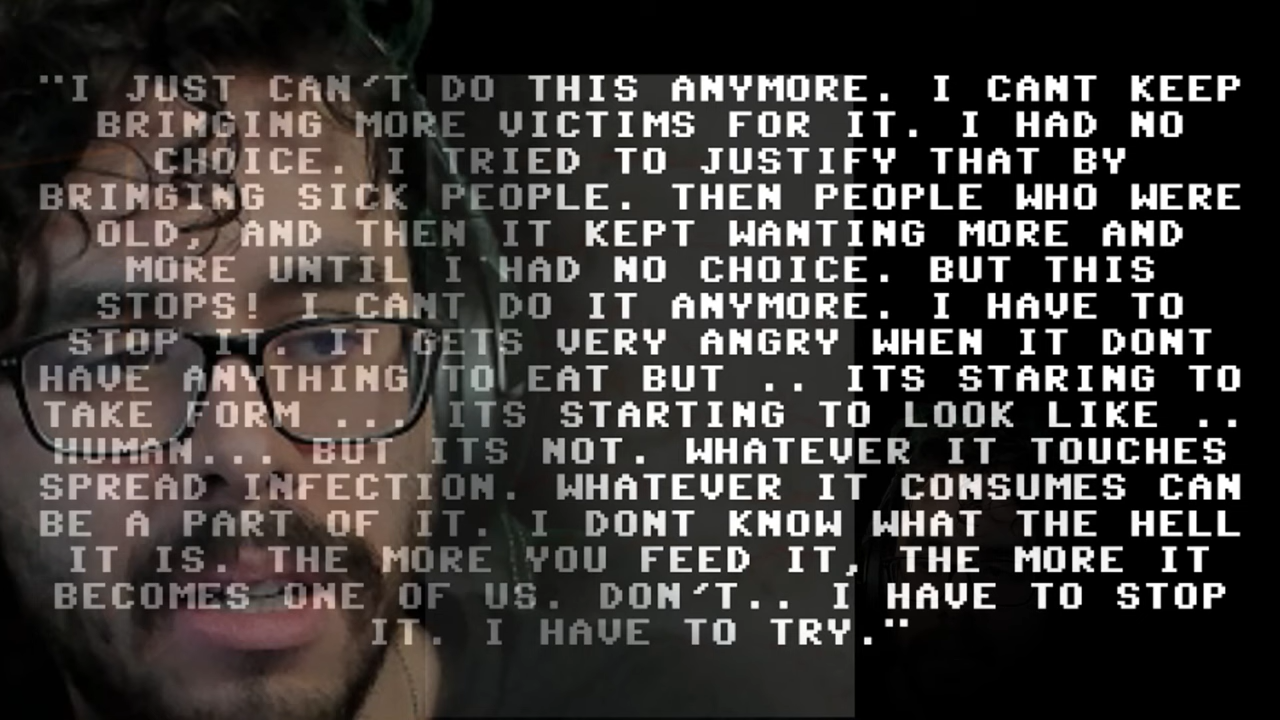 "I JUST CAN´T DO THIS ANYMORE. I CANT KEEP
BRINGING MORE VICTIMS FOR IT. I HAD NO
CHOICE. I TRIED TO JUSTIFY THAT BY
BRINGING SICK PEOPLE. THEN PEOPLE WHO WERE
OLD, AND THEN IT KEPT WANTING MORE AND
MORE UNTIL I HAD NO CHOICE. BUT THIS
STOPS! I CANT DO IT ANYMORE. I HAVE TO
STOP IT. IT GETS VERY ANGRY WHEN IT DONT
HAVE ANYTHING TO EAT BUT .. ITS STARING TO
TAKE FORM ... ITS STARTING TO LOOK LIKE ..
HUMAN... BUT ITS NOT. WHATEVER IT TOUCHES
SPREAD INFECTION. WHATEVER IT CONSUMES CAN
BE A PART OF IT. I DONT KNOW WHAT THE HELL
IT IS. THE MORE YOU FEED IT, THE MORE IT
BECOMES ONE OF US. DON´T.. I HAVE TO STOP
IT. I HAVE TO TRY."